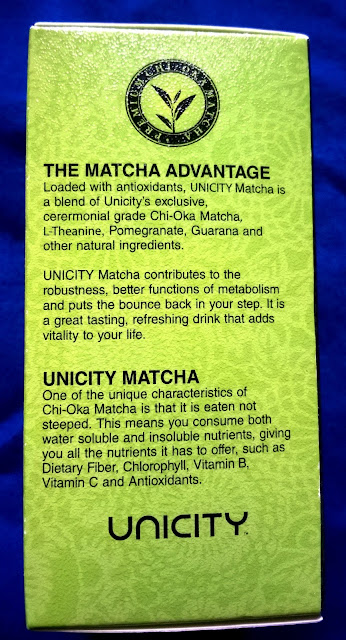 PREMIUM CHI-OKA MATCHA
THE MATCHA ADVANTAGE
Loaded with antioxidants, UNICITY Matcha is
a blend of Unicity's exclusive,
cerermonial grade Chi-Oka Matcha,
L-Theanine, Pomegranate, Guarana and
other natural ingredients.
UNICITY Matcha contributes to the
robustness, better functions of metabolism
and puts the bounce back in your step. It is
a great tasting, refreshing drink that adds
vitality to your life.
UNICITY MATCHA
One of the unique characteristics of
Chi-Oka Matcha is that it is eaten not
steeped. This means you consume both
water soluble and insoluble nutrients, giving
you all the nutrients it has to offer, such as
Dietary Fiber, Chlorophyll, Vitamin B,
Vitamin C and Antioxidants.
UNICITY™